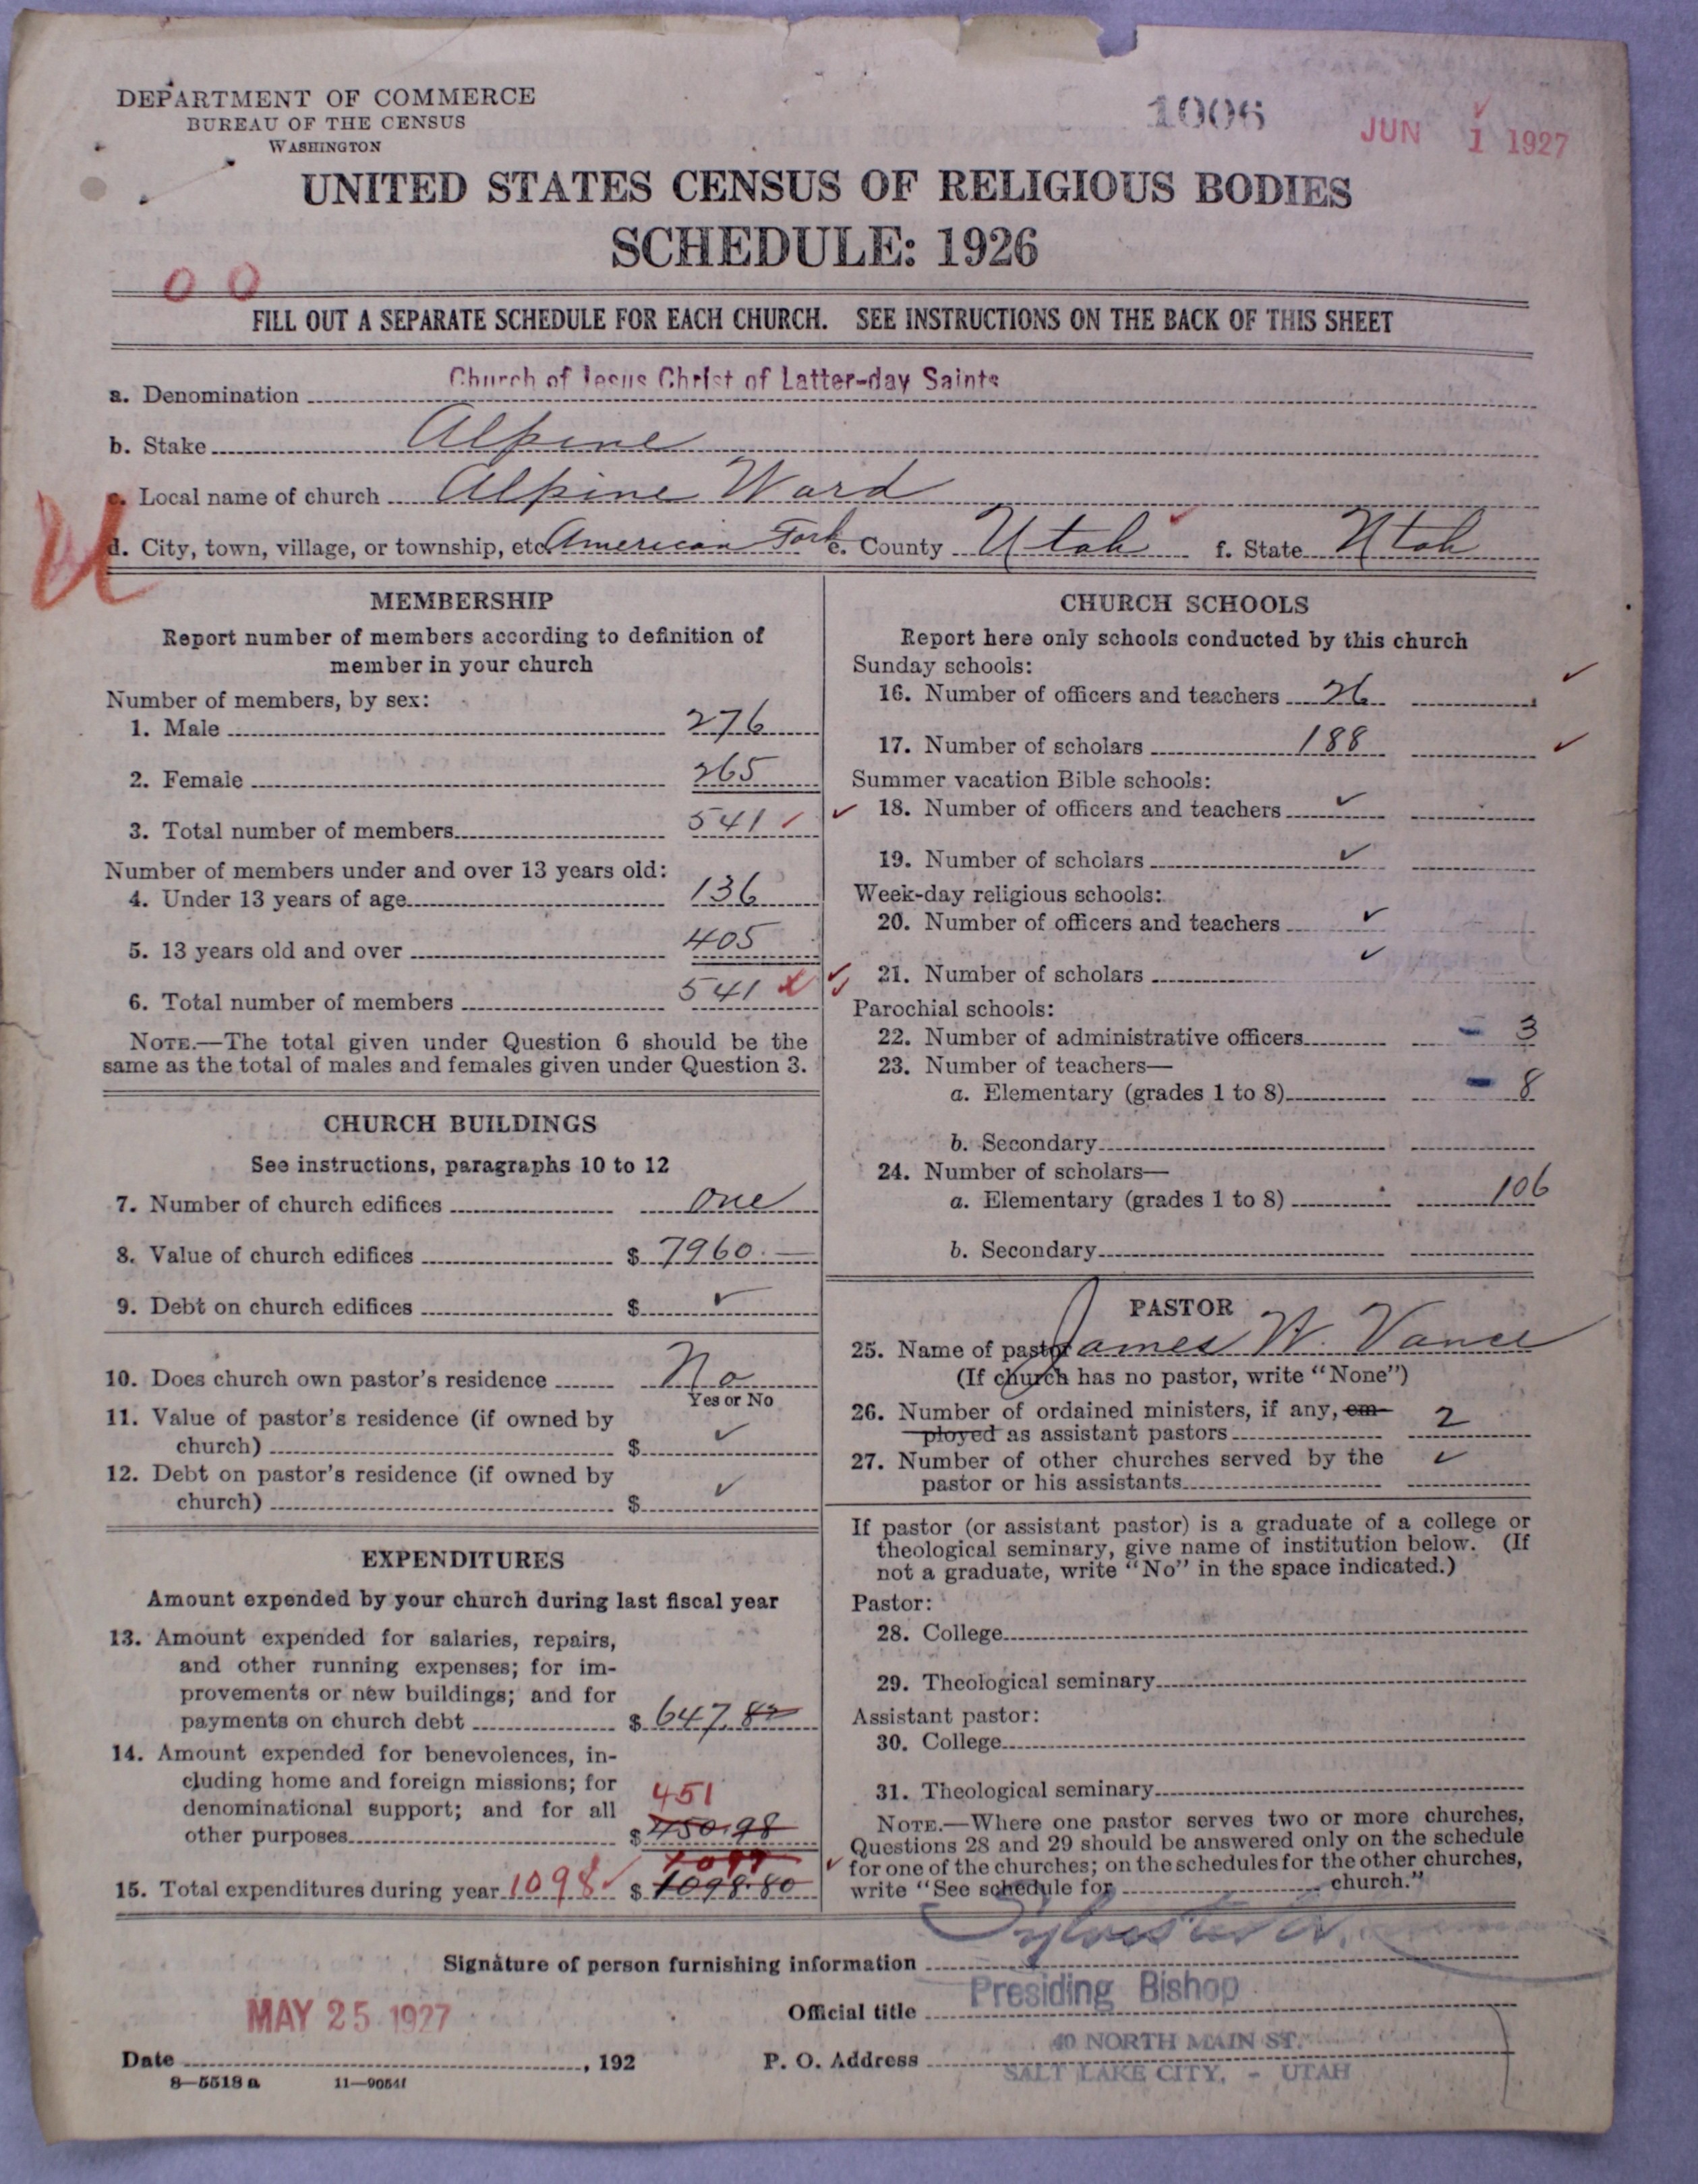 DEPARTMENT OF COMMERCE
BUREAU OF THE CENSUS
WASHINGTON
1006
JUN 1 1927
UNITED STATES CENSUS OF RELIGIOUS BODIES
SCHEDULE: 1926
0 0
FILL OUT A SEPARATE SCHEDULE FOR EACH CHURCH. SEE INSTRUCTIONS ON THE BACK OF THIS SHEET
a. Denomination Church of Jesus Christ of Latter-day Saints
b. Stake Alpine
c. Local name of church Alpine Ward
d. City, town, village, or township, etc. American Fork e. County Utah ✓ f. State Utah
U
MEMBERSHIP
Report number of members according to definition of
member in your church
Number of members, by sex:
1. Male 276
2. Female 265
3. Total number of members 541 ✓
Number of members under and over 13 years old:
4. Under 13 years of age 136
5. 13 years old and over 405
6. Total number of members 541
NOTE.—The total given under Question 6 should be the
same as the total of males and females given under Question 3.
CHURCH BUILDINGS
See instructions, paragraphs 10 to 12
7. Number of church edifices One
8. Value of church edifices $ 7960.—
9. Debt on church edifices $ ✓
10. Does church own pastor's residence No
Yes or No
11. Value of pastor's residence (if owned by
church) $ ✓
12. Debt on pastor's residence (if owned by
church) $ ✓
EXPENDITURES
Amount expended by your church during last fiscal year
13. Amount expended for salaries, repairs,
and other running expenses; for im-
provements or new buildings; and for
payments on church debt $ 647.82
14. Amount expended for benevolences, in-
cluding home and foreign missions; for
denominational support; and for all
451
other purposes $ 450.98
1097
15. Total expenditures during year 1098 ✓ $ 1098.80
CHURCH SCHOOLS
Report here only schools conducted by this church
Sunday schools:
16. Number of officers and teachers 26 ✓
17. Number of scholars 188 ✓
Summer vacation Bible schools:
✓ 18. Number of officers and teachers ✓
19. Number of scholars ✓
Week-day religious schools:
20. Number of officers and teachers ✓
✓ 21. Number of scholars ✓
Parochial schools:
22. Number of administrative officers - 3
23. Number of teachers—
a. Elementary (grades 1 to 8) - 8
b. Secondary
24. Number of scholars—
a. Elementary (grades 1 to 8) 106
b. Secondary
PASTOR
25. Name of pastor James W. Vance
(If church has no pastor, write "None")
26. Number of ordained ministers, if any, em-
ployed as assistant pastors 2
27. Number of other churches served by the
pastor or his assistants ✓
If pastor (or assistant pastor) is a graduate of a college or
theological seminary, give name of institution below. (If
not a graduate, write "No" in the space indicated.)
Pastor:
28. College
29. Theological seminary
Assistant pastor:
30. College
31. Theological seminary
NOTE.—Where one pastor serves two or more churches,
Questions 28 and 29 should be answered only on the schedule
✓ for one of the churches; on the schedules for the other churches,
write "See schedule for church."
Signature of person furnishing information Sylvester
Official title Presiding Bishop
MAY 25 1927
Date , 192
P. O. Address 40 NORTH MAIN ST.
SALT LAKE CITY, - UTAH
8—5518 a 11—9054f